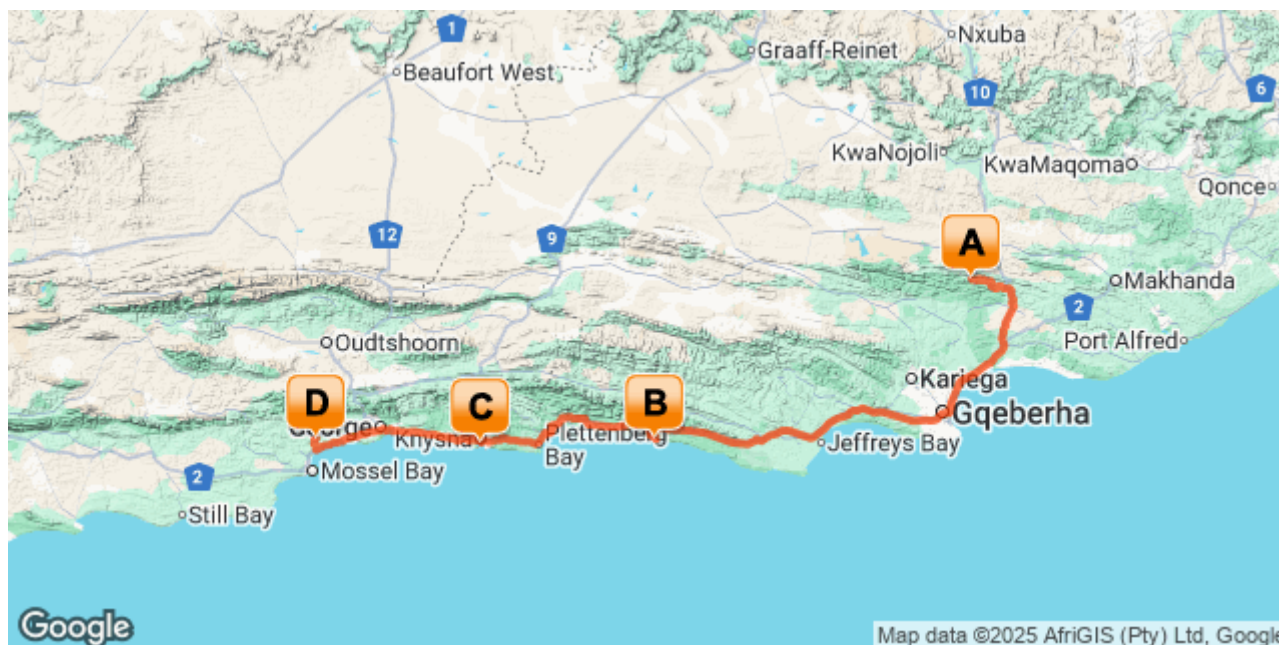 1
Nxuba
Graaff-Reinet
Beaufort West
10
6
KwaNojoli
KwaMaqoma
Qonce
12
9
A
Makhanda
2
Port Alfred
Oudtshoorn
Kariega
D
C
B
Gqeberha
George
Knysna
Plettenberg
Bay
Jeffreys Bay
Mossel Bay
2
Still Bay
Google
Map data ©2025 AfriGIS (Pty) Ltd, Google